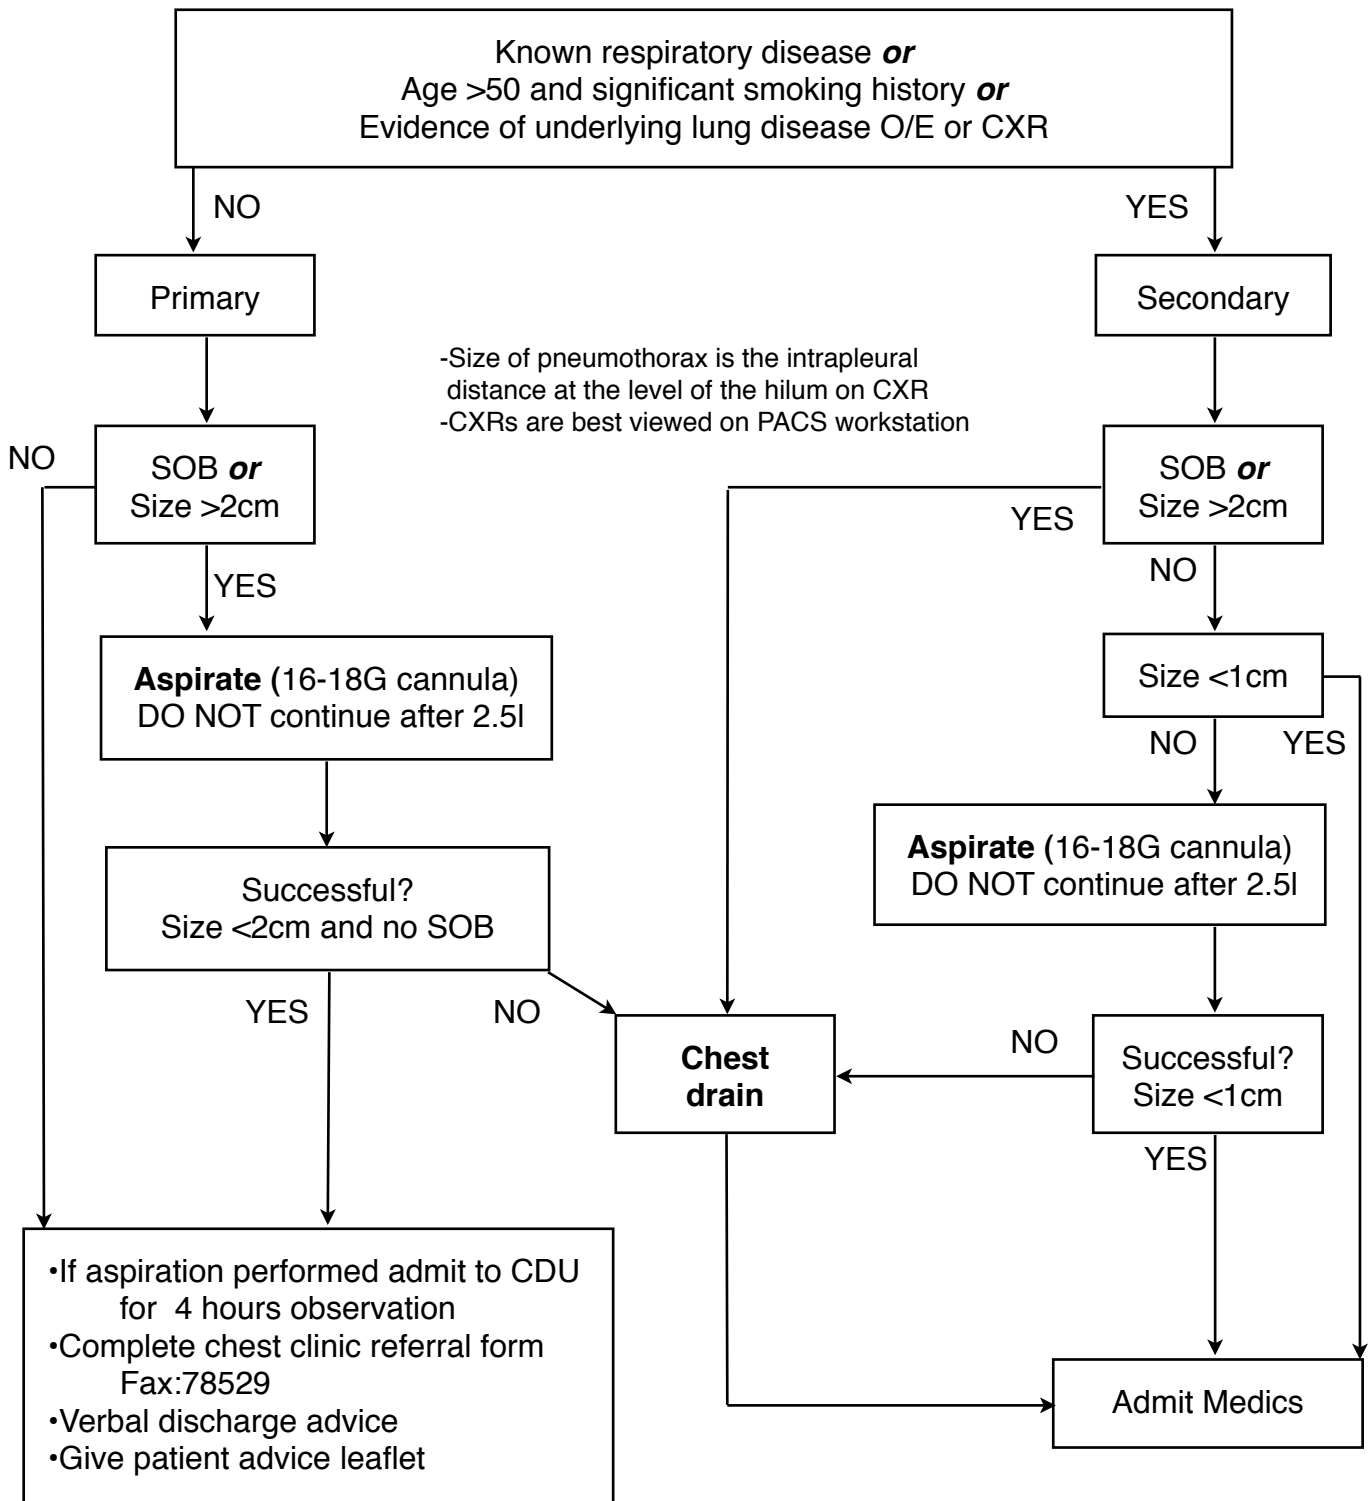 Known respiratory disease or
Age >50 and significant smoking history or
Evidence of underlying lung disease O/E or CXR
NO
YES
Primary
Secondary
-Size of pneumothorax is the intrapleural
distance at the level of the hilum on CXR
-CXRs are best viewed on PACS workstation
NO
SOB or
Size >2cm
YES
SOB or
Size >2cm
YES
NO
Aspirate (16-18G cannula)
DO NOT continue after 2.5l
Size <1cm
NO
YES
Aspirate (16-18G cannula)
DO NOT continue after 2.5l
Successful?
Size <2cm and no SOB
YES
NO
Chest
drain
NO
Successful?
Size <1cm
YES
•If aspiration performed admit to CDU
for 4 hours observation
•Complete chest clinic referral form
Fax:78529
•Verbal discharge advice
•Give patient advice leaflet
Admit Medics